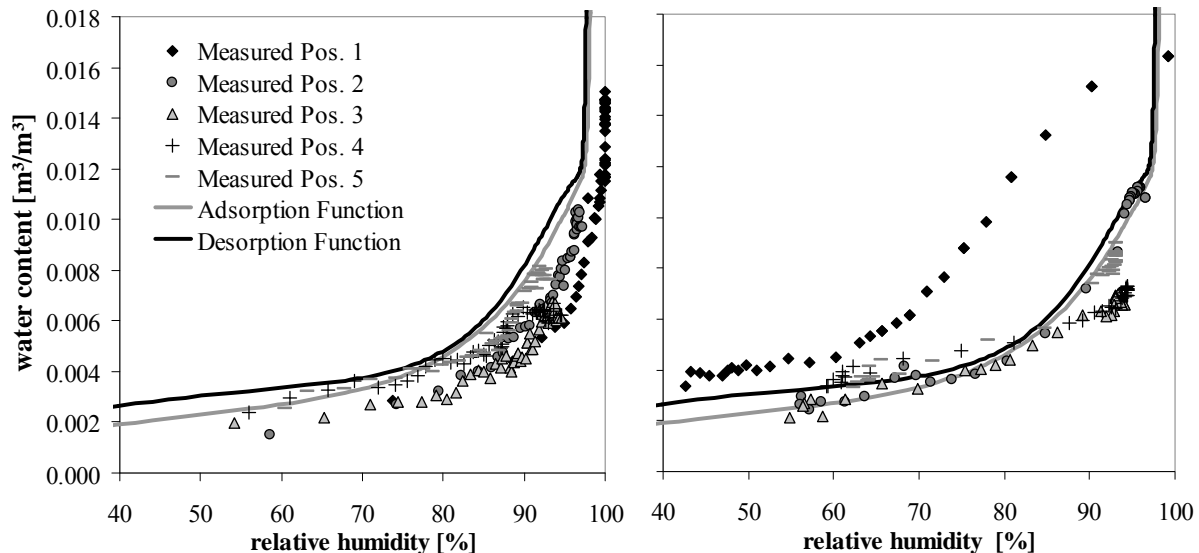 0.018
0.016
0.014
0.012
0.010
0.008
0.006
0.004
0.002
0.000
water content [m³/m³]
Measured Pos. 1
Measured Pos. 2
Measured Pos. 3
Measured Pos. 4
Measured Pos. 5
Adsorption Function
Desorption Function
40 50 60 70 80 90 100
relative humidity [%]
40 50 60 70 80 90 100
relative humidity [%]